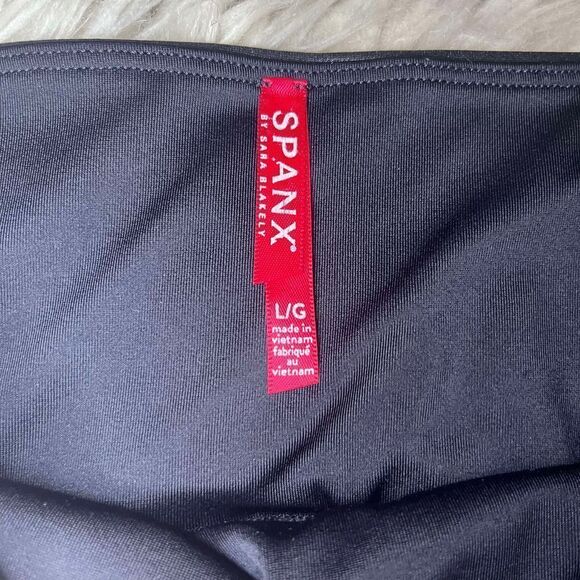 SPANX®
BY SARA BLAKELY
L/G
made in
vietnam
fabriqué
au
vietnam